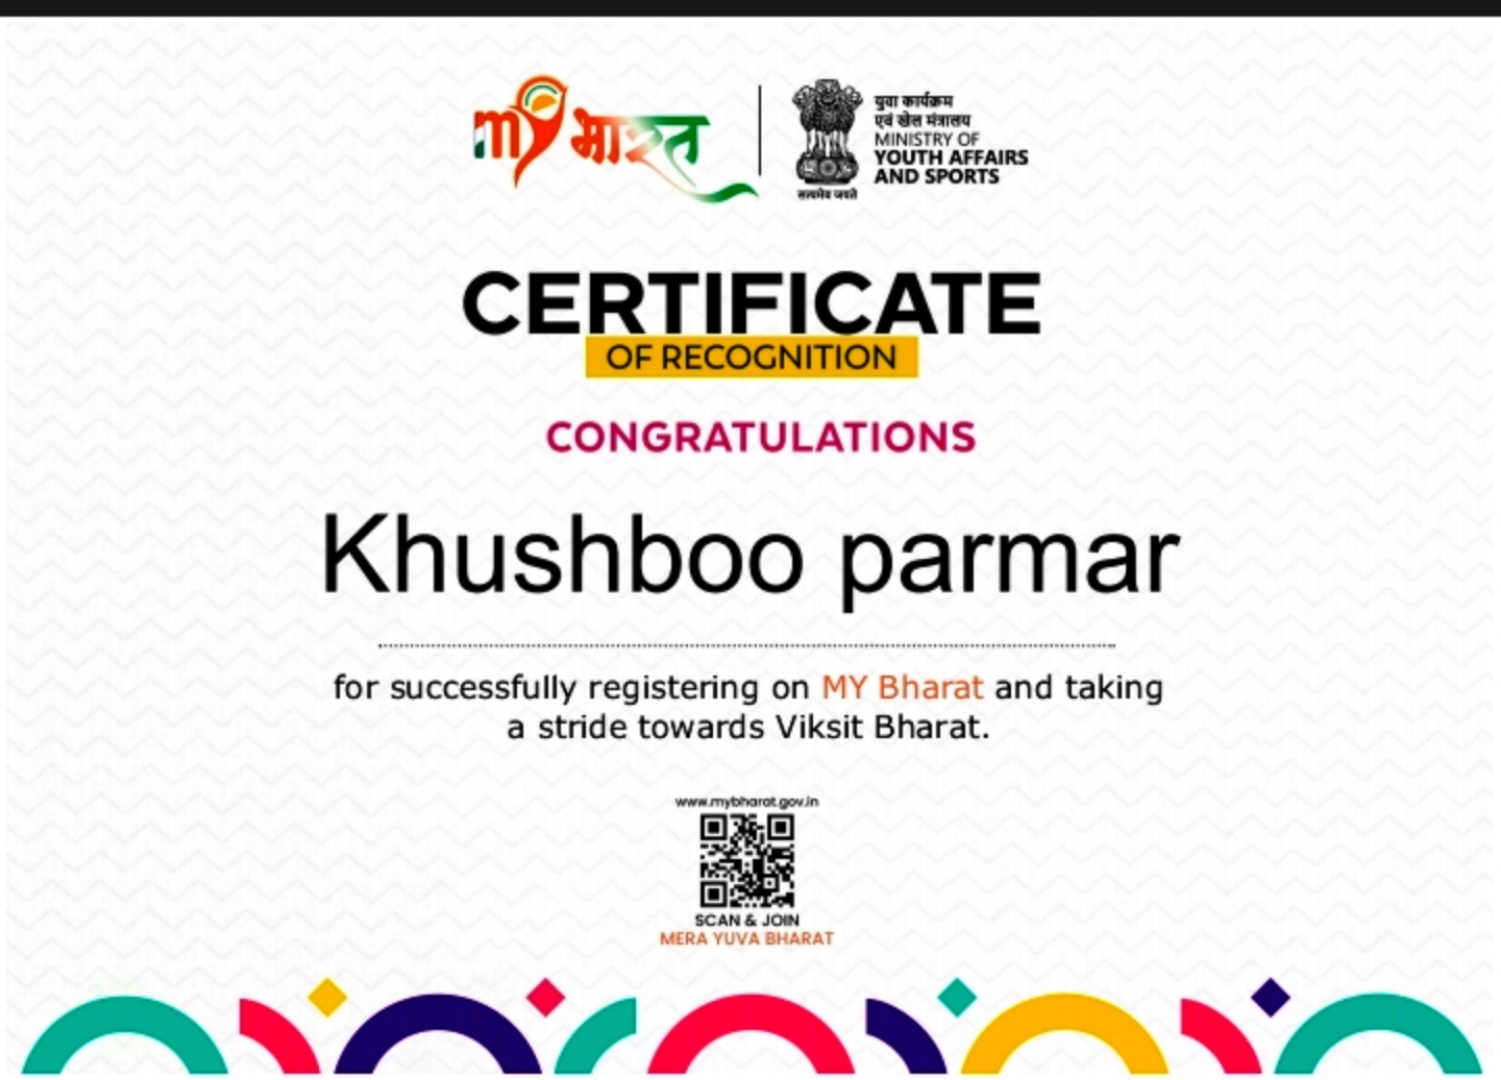 my भारत
युवा कार्यक्रम
एवं खेल मंत्रालय
MINISTRY OF
YOUTH AFFAIRS
AND SPORTS
सत्यमेव जयते
CERTIFICATE
OF RECOGNITION
CONGRATULATIONS
Khushboo parmar
for successfully registering on MY Bharat and taking
a stride towards Viksit Bharat.
www.mybharat.gov.in
SCAN & JOIN
MERA YUVA BHARAT